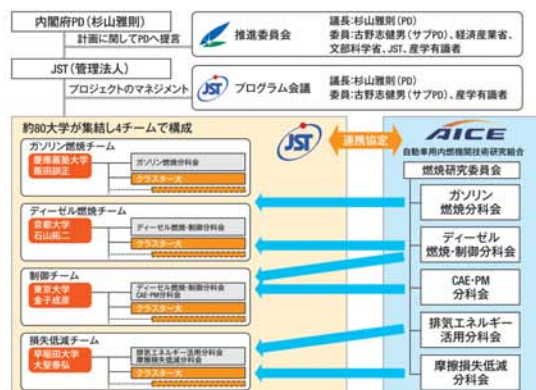 内閣府PD(杉山雅則)
計画に関してPDへ提言
推進委員会
議長:杉山雅則(PD)
委員:古野志健男(サブPD)、経済産業省、
文部科学省、JST、産学有識者
JST(管理法人)
プロジェクトのマネジメント
JST
プログラム会議
議長:杉山雅則(PD)
委員:古野志健男(サブPD)、産学有識者
約80大学が集結し4チームで構成
JST
連携協定
AICE
自動車用内燃機関技術研究組合
燃焼研究委員会
ガソリン燃焼チーム
慶應義塾大学
飯田訓正
ガソリン燃焼分科会
クラスター大
ディーゼル燃焼チーム
京都大学
石山拓二
ディーゼル燃焼・制御分科会
クラスター大
制御チーム
東京大学
金子成彦
ディーゼル燃焼・制御分科会
CAE・PM分科会
クラスター大
損失低減チーム
早稲田大学
大聖泰弘
排気エネルギー活用分科会
摩擦損失低減分科会
クラスター大
ガソリン
燃焼分科会
ディーゼル
燃焼・制御分科会
CAE・PM
分科会
排気エネルギー
活用分科会
摩擦損失低減
分科会